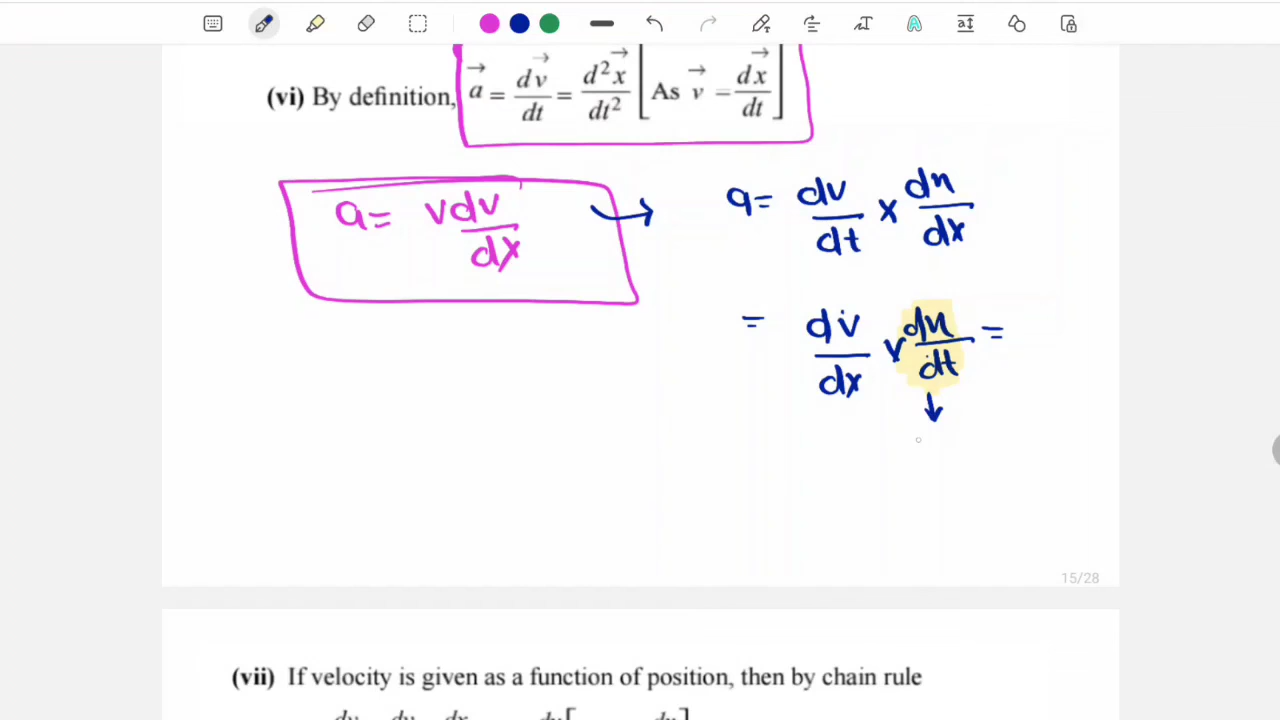 (vi) By definition, a→ = dv→/dt = d²x→/dt² [As v→ = dx→/dt]
a = vdv/dx
a = dv/dt x dx/dx
= dv/dx x dx/dt =
15/28
(vii) If velocity is given as a function of position, then by chain rule